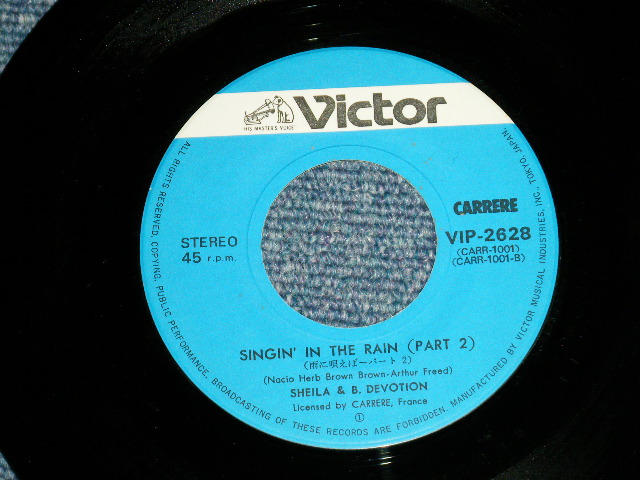 HIS MASTER'S VOICE
Victor
CARRERE
STEREO
45 r.p.m.
VIP-2628
(CARR-1001)
(CARR-1001-B)
SINGIN' IN THE RAIN (PART 2)
(雨に唄えば−パート 2)
(Nacio Herb Brown Brown-Arthur Freed)
SHEILA & B. DEVOTION
Licensed by CARRERE, France
1
ALL RIGHTS RESERVED. COPYING, PUBLIC PERFORMANCE, BROADCASTING OF THESE RECORDS ARE FORBIDDEN. MANUFACTURED BY VICTOR MUSICAL INDUSTRIES, INC., TOKYO, JAPAN.